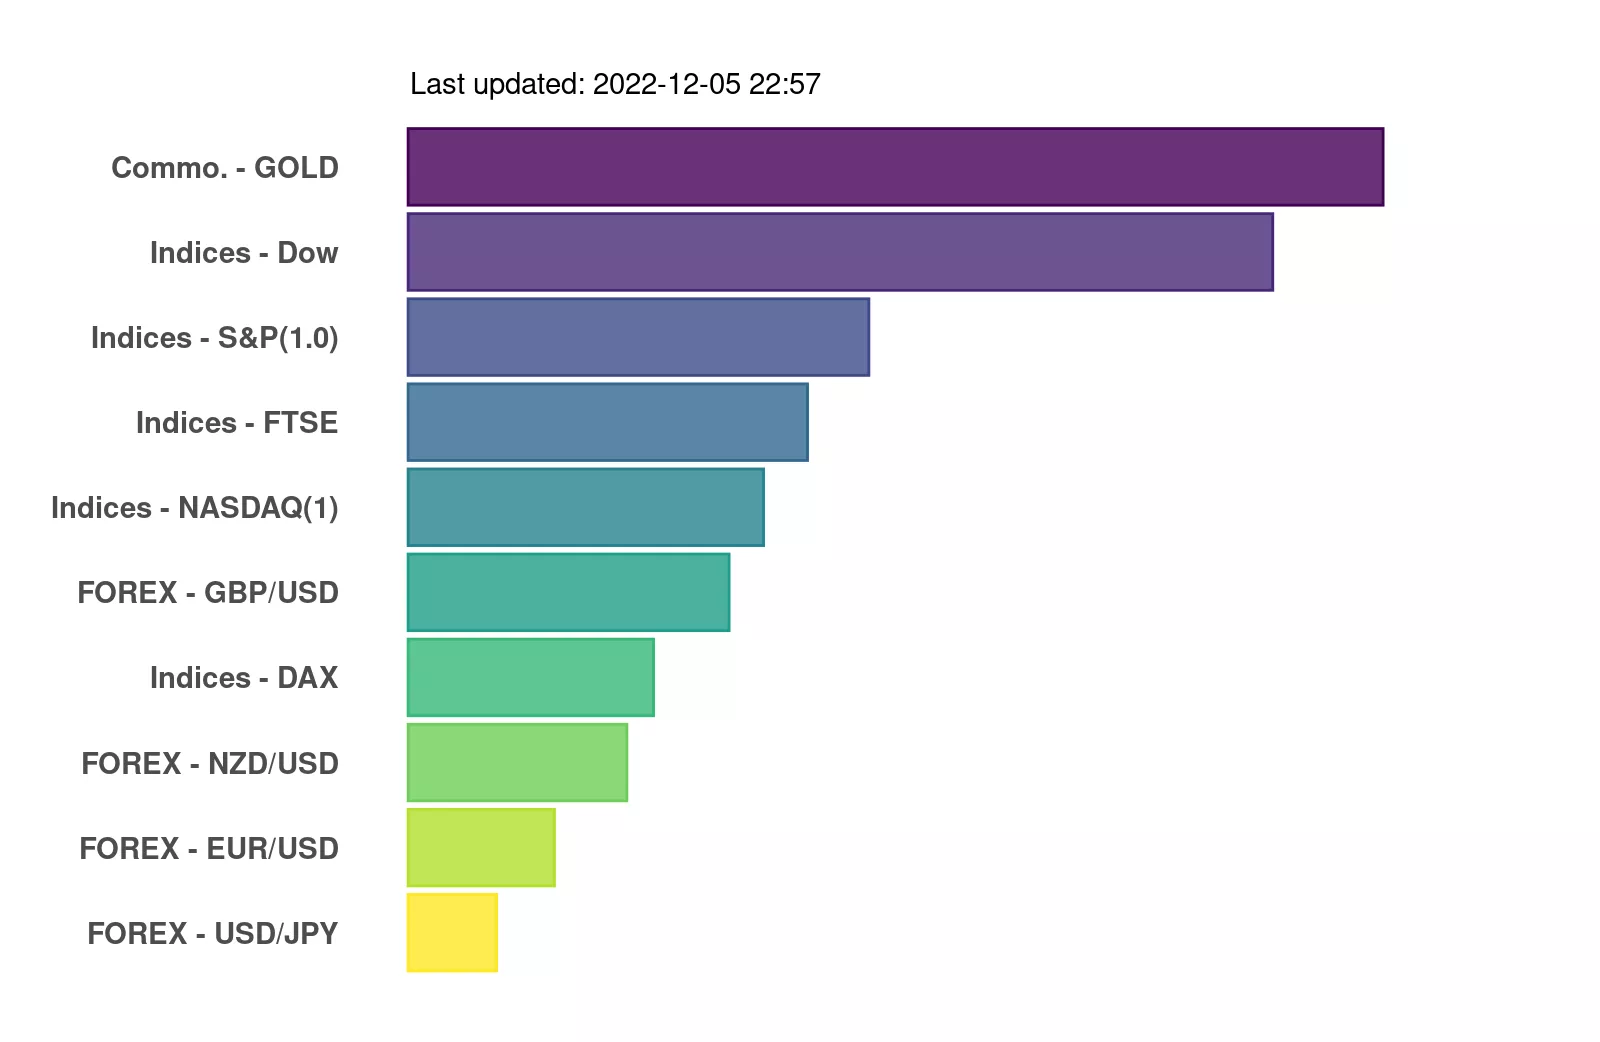 Last updated: 2022-12-05 22:57
Commo. - GOLD
Indices - Dow
Indices - S&P(1.0)
Indices - FTSE
Indices - NASDAQ(1)
FOREX - GBP/USD
Indices - DAX
FOREX - NZD/USD
FOREX - EUR/USD
FOREX - USD/JPY